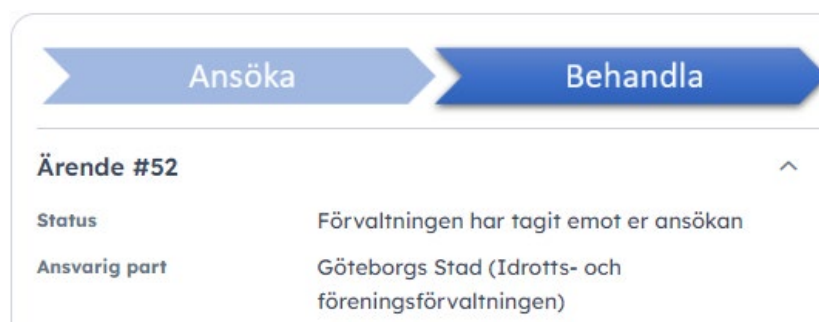 Ansöka
Behandla
Ärende #52
Status
Förvaltningen har tagit emot er ansökan
Ansvarig part
Göteborgs Stad (Idrotts- och
föreningsförvaltningen)